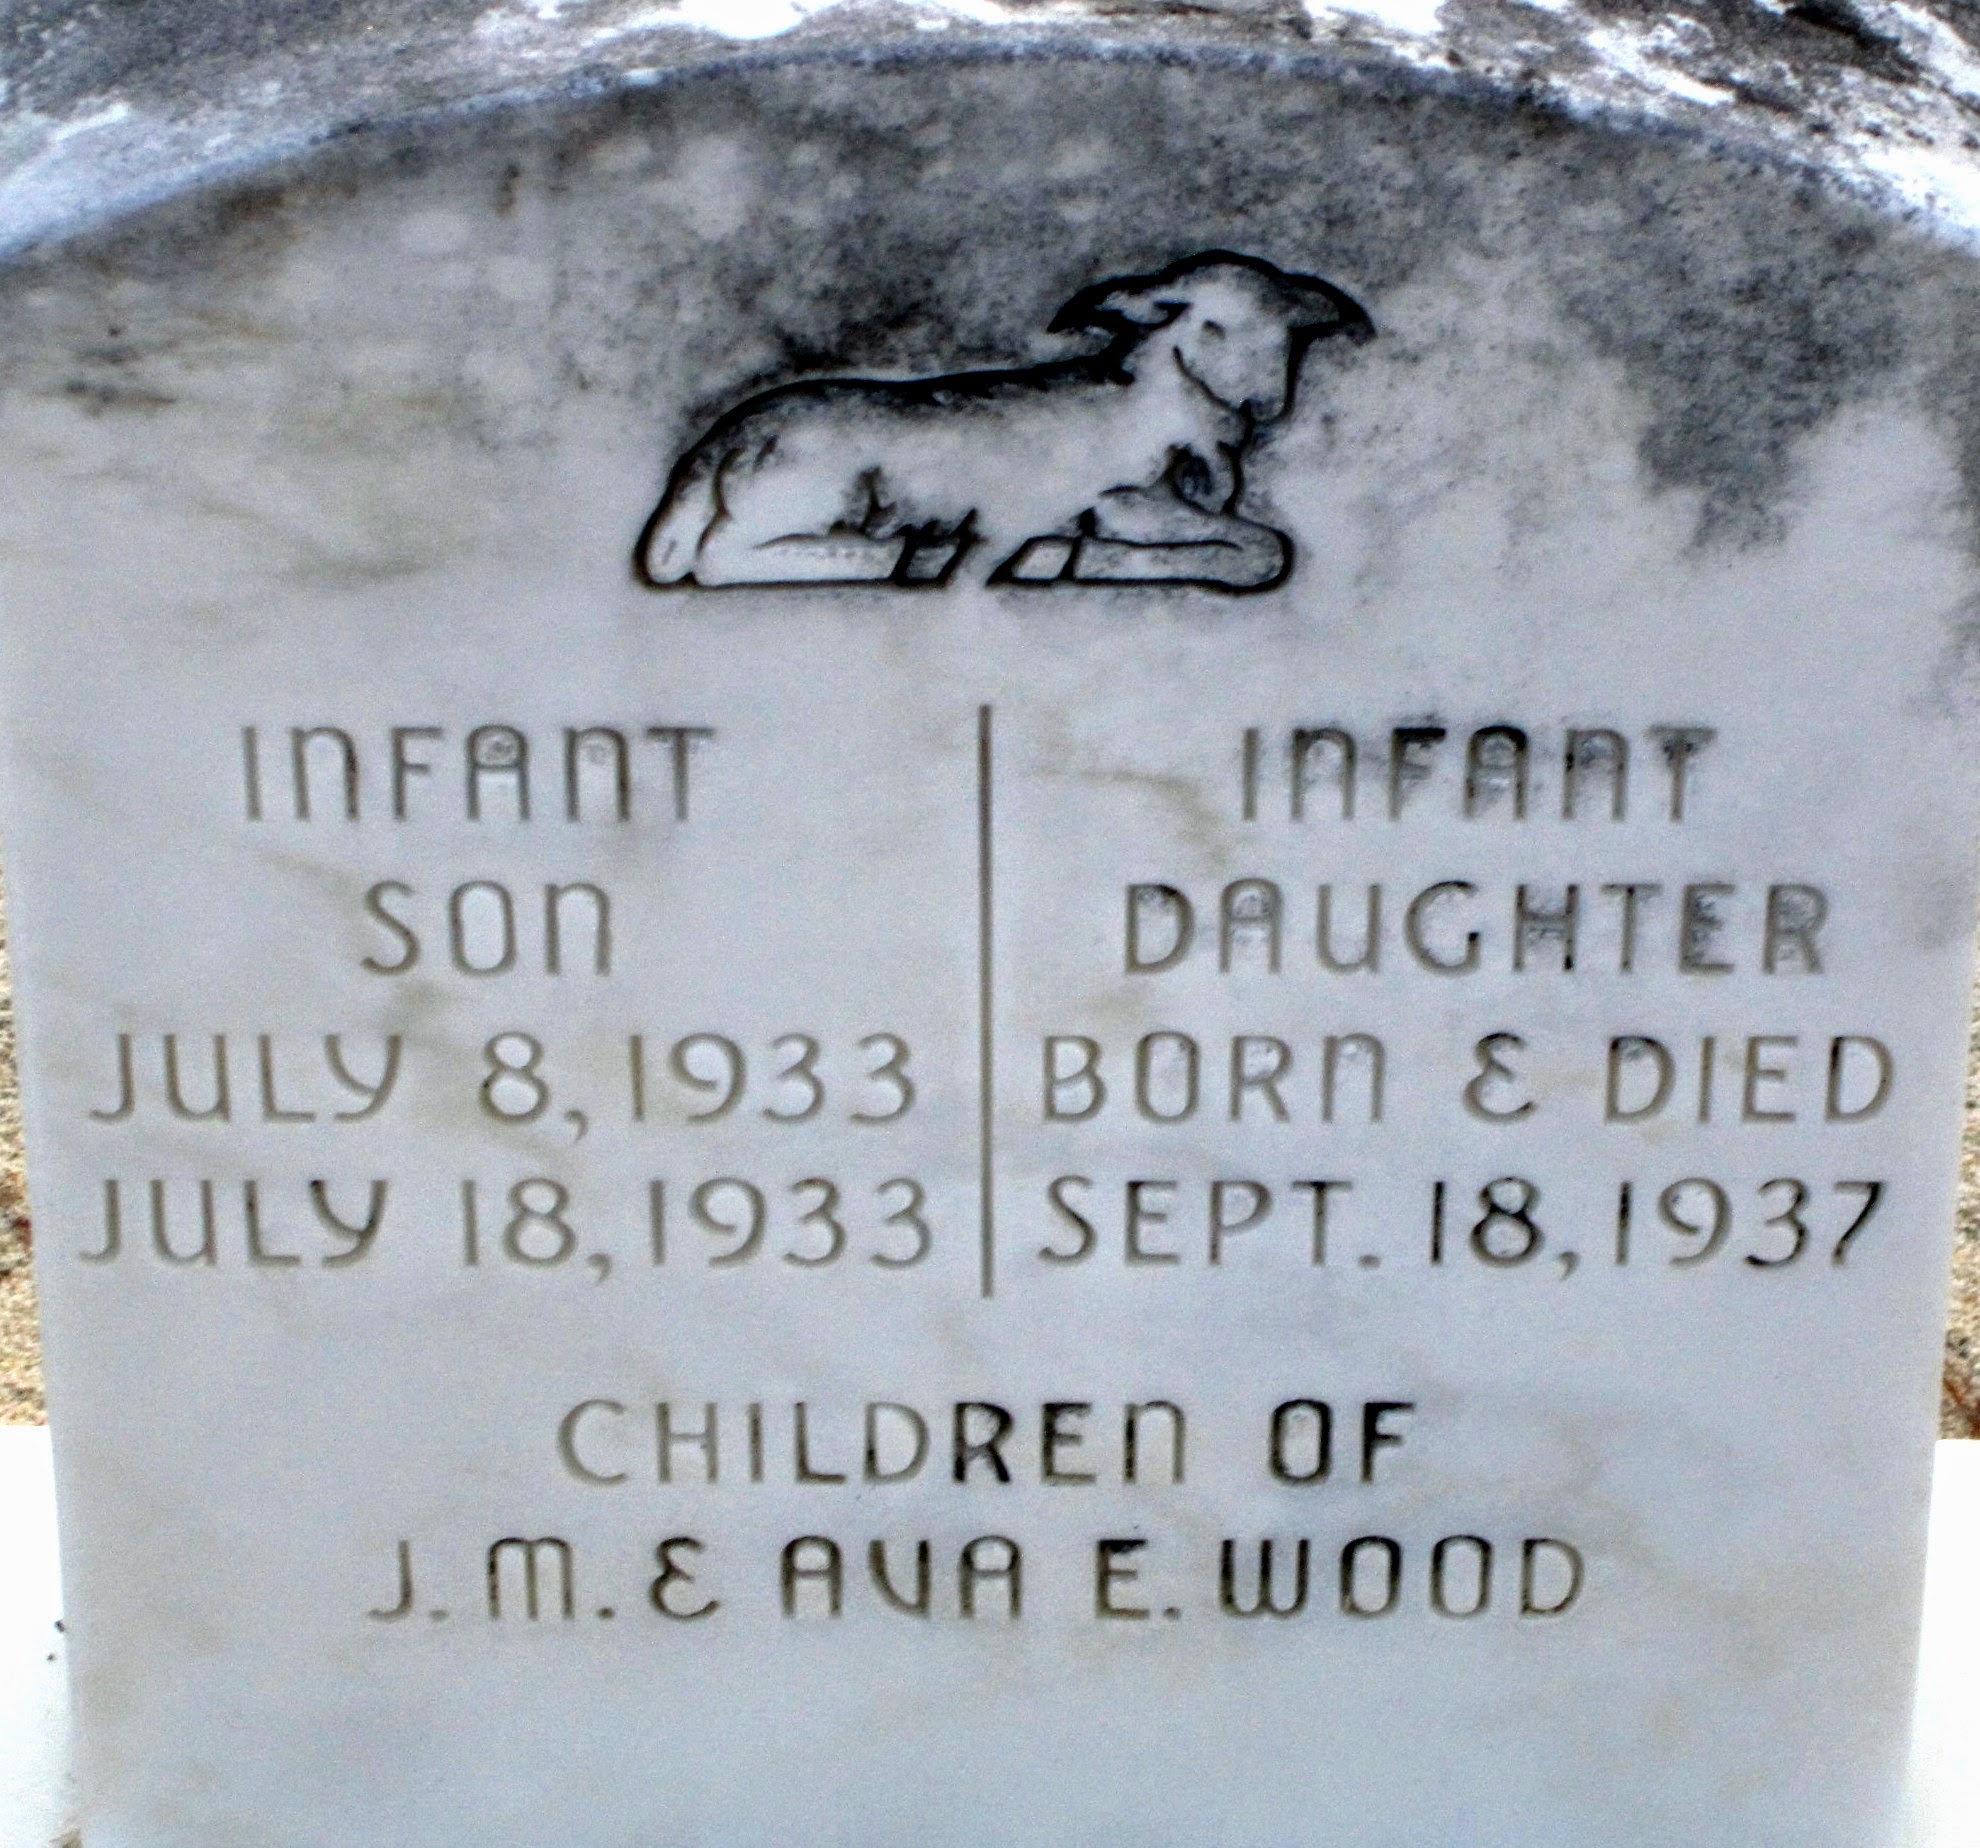 INFANT
SON
JULY 8, 1933
JULY 18, 1933
INFANT
DAUGHTER
BORN & DIED
SEPT. 18, 1937
CHILDREN OF
J. M. & AVA E. WOOD